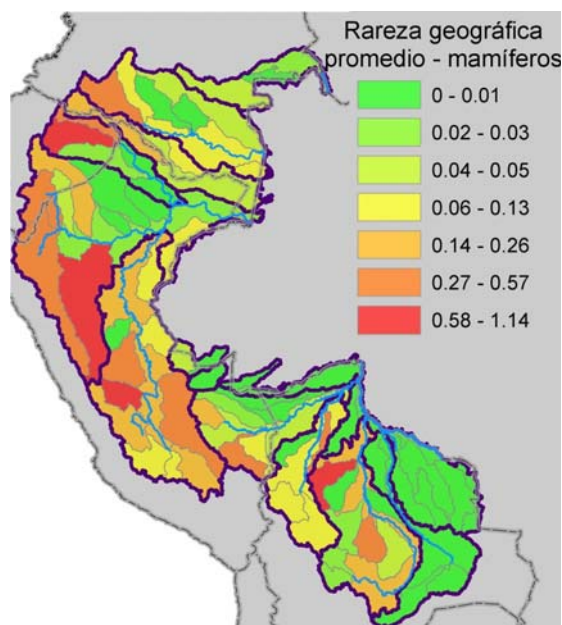 Rareza geográfica
promedio - mamíferos
0 - 0.01
0.02 - 0.03
0.04 - 0.05
0.06 - 0.13
0.14 - 0.26
0.27 - 0.57
0.58 - 1.14